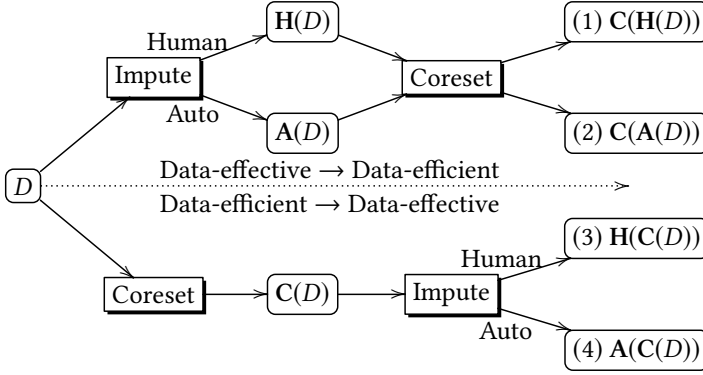 H(D)
(1) C(H(D))
Human
Impute
Coreset
Auto
A(D)
(2) C(A(D))
Data-effective → Data-efficient
D
Data-efficient → Data-effective
(3) H(C(D))
Human
Coreset
C(D)
Impute
Auto
(4) A(C(D))